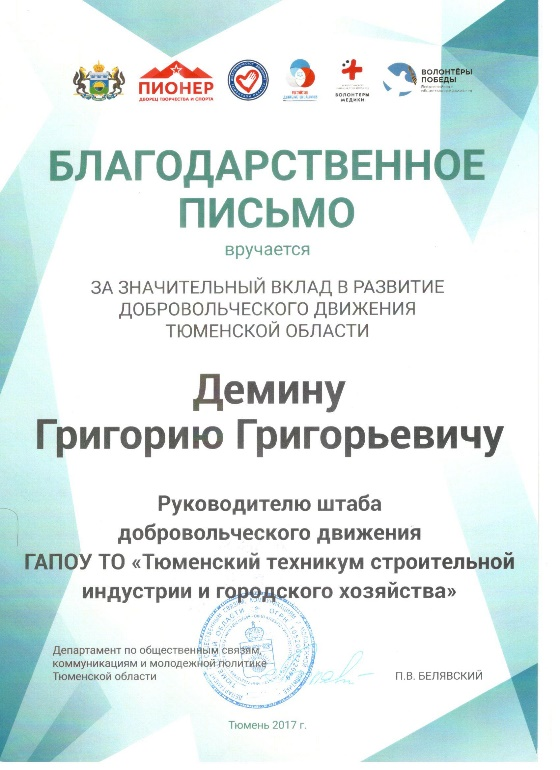 ПИОНЕР
ДВОРЕЦ ТВОРЧЕСТВА И СПОРТА
ВОЛОНТЕРЫ
МЕДИКИ
ВОЛОНТЁРЫ
ПОБЕДЫ
БЛАГОДАРСТВЕННОЕ
ПИСЬМО
вручается
ЗА ЗНАЧИТЕЛЬНЫЙ ВКЛАД В РАЗВИТИЕ
ДОБРОВОЛЬЧЕСКОГО ДВИЖЕНИЯ
ТЮМЕНСКОЙ ОБЛАСТИ
Демину
Григорию Григорьевичу
Руководителю штаба
добровольческого движения
ГАПОУ ТО «Тюменский техникум строительной
индустрии и городского хозяйства»
Департамент по общественным связям,
коммуникациям и молодежной политике
Тюменской области
П.В. БЕЛЯВСКИЙ
Тюмень 2017 г.